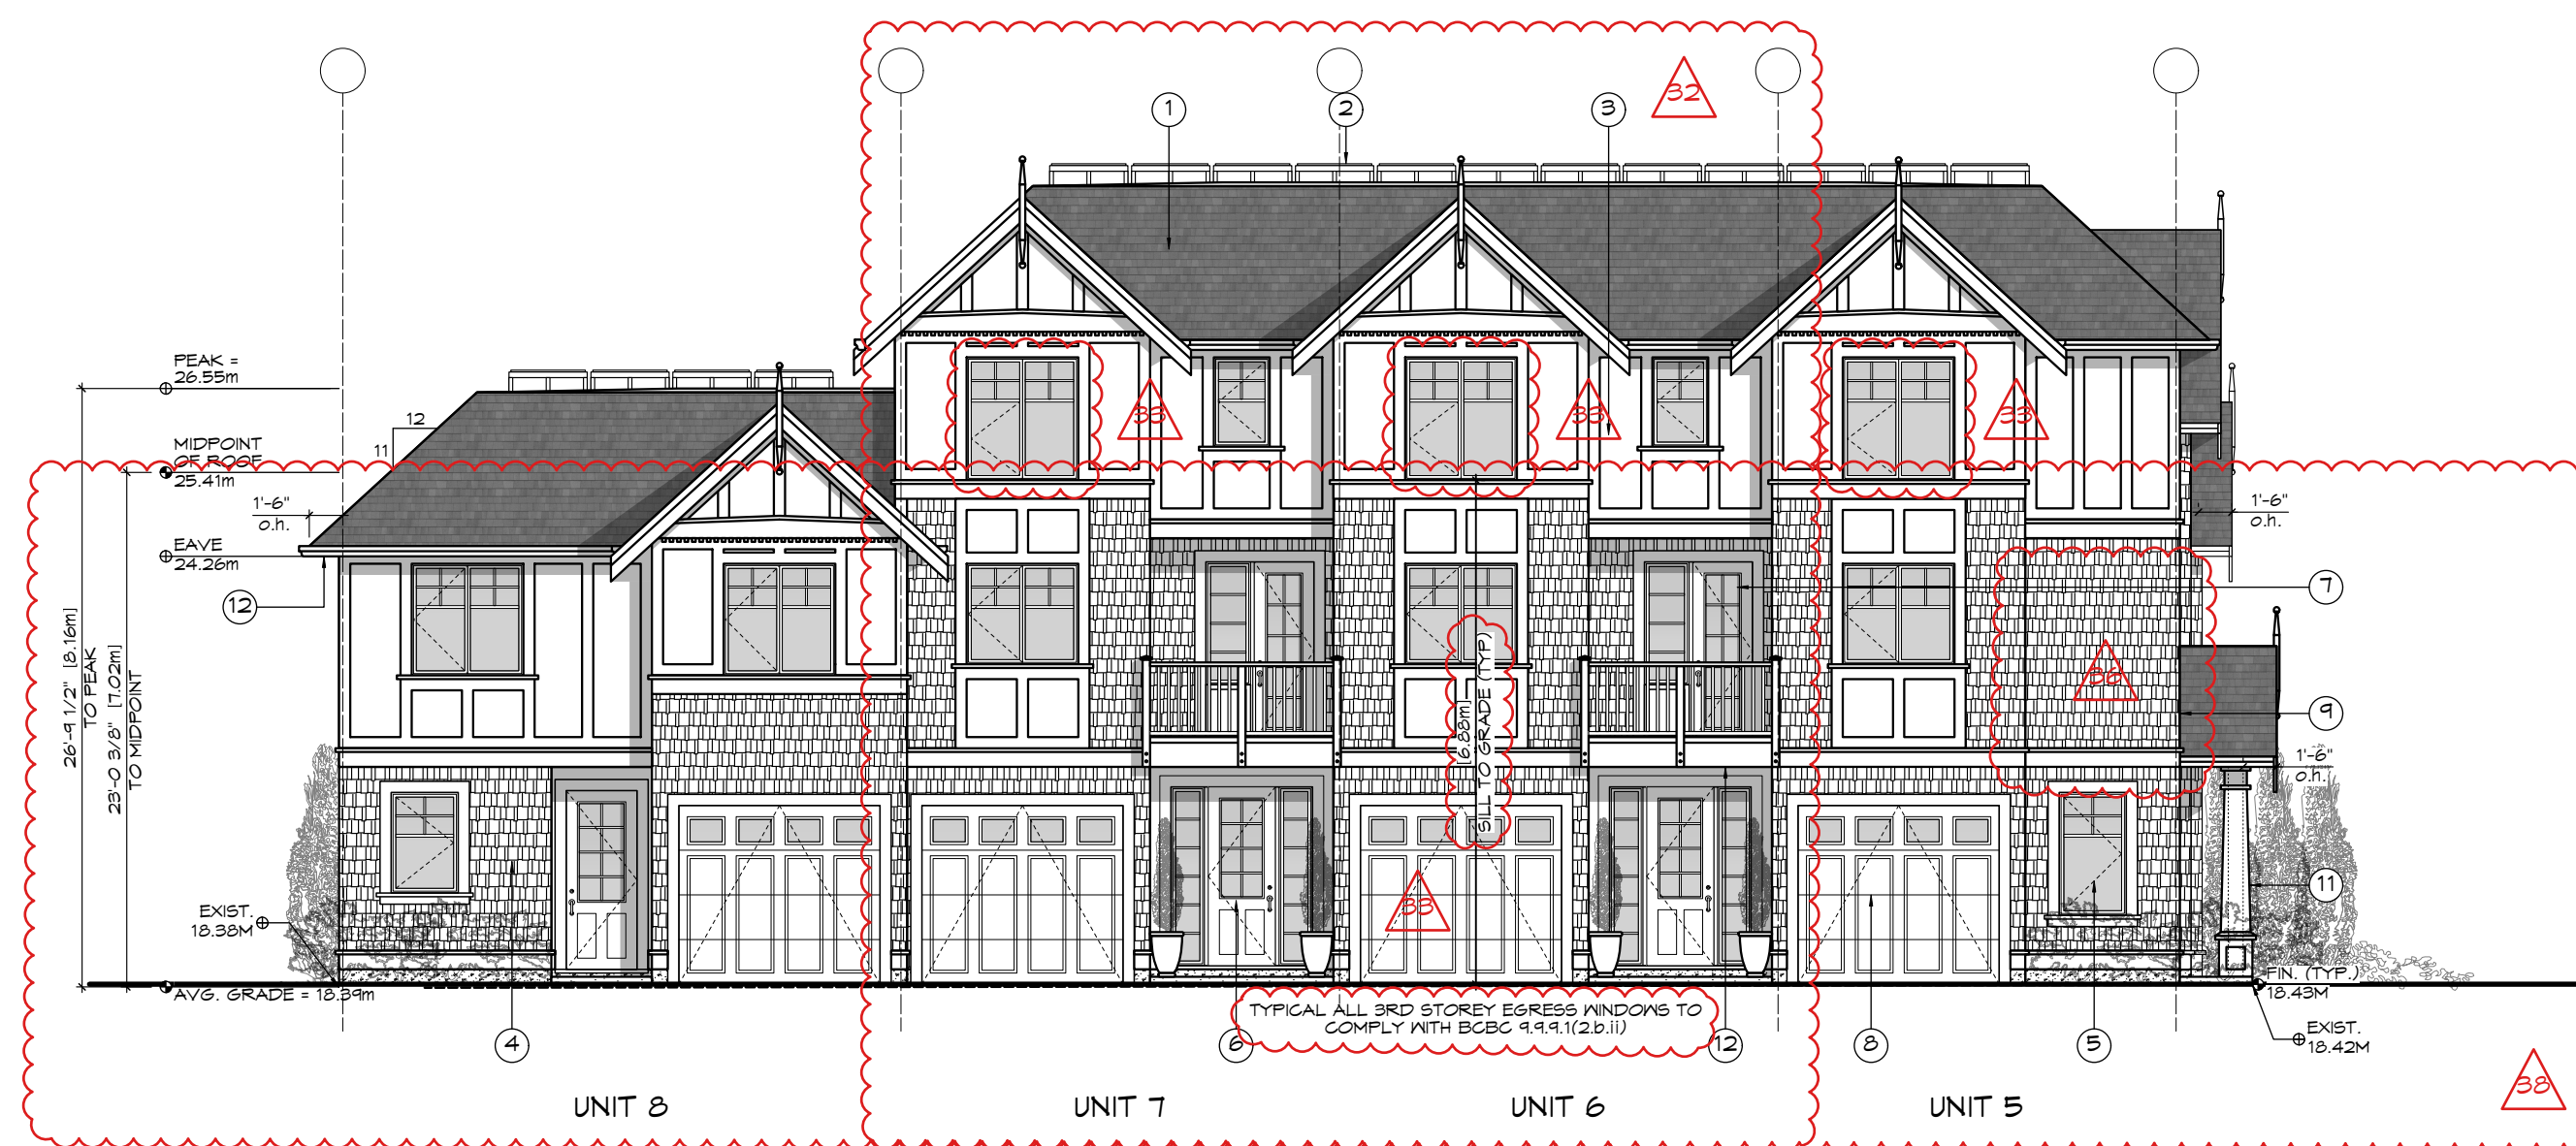 32
1
2
3
PEAK =
26.55m
12
11
MIDPOINT
OF ROOF
25.41m
33
33
33
1'-6"
O.H.
1'-6"
O.H.
EAVE
24.26m
12
7
26'-9 1/2" [8.16m]
TO PEAK
23'-0 3/8" [7.02m]
TO MIDPOINT
[6.88m]
SILL TO GRADE (TYP)
36
9
1'-6"
O.H.
11
33
EXIST.
18.38M
AVG. GRADE = 18.39m
FIN. (TYP.)
18.43M
TYPICAL ALL 3RD STOREY EGRESS WINDOWS TO
COMPLY WITH BCBC 9.9.9.1(2.b.ii)
EXIST.
18.42M
4
6
12
8
5
38
UNIT 8
UNIT 7
UNIT 6
UNIT 5